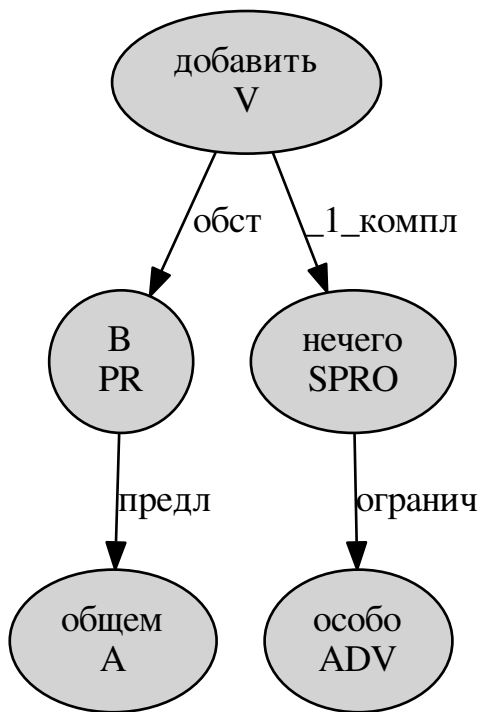 добавить
V
обст
_1_компл
В
PR
нечего
SPRO
предл
огранич
общем
A
особо
ADV